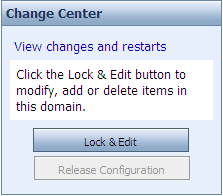 Change Center
View changes and restarts
Click the Lock & Edit button to
modify, add or delete items in
this domain.
Lock & Edit
Release Configuration